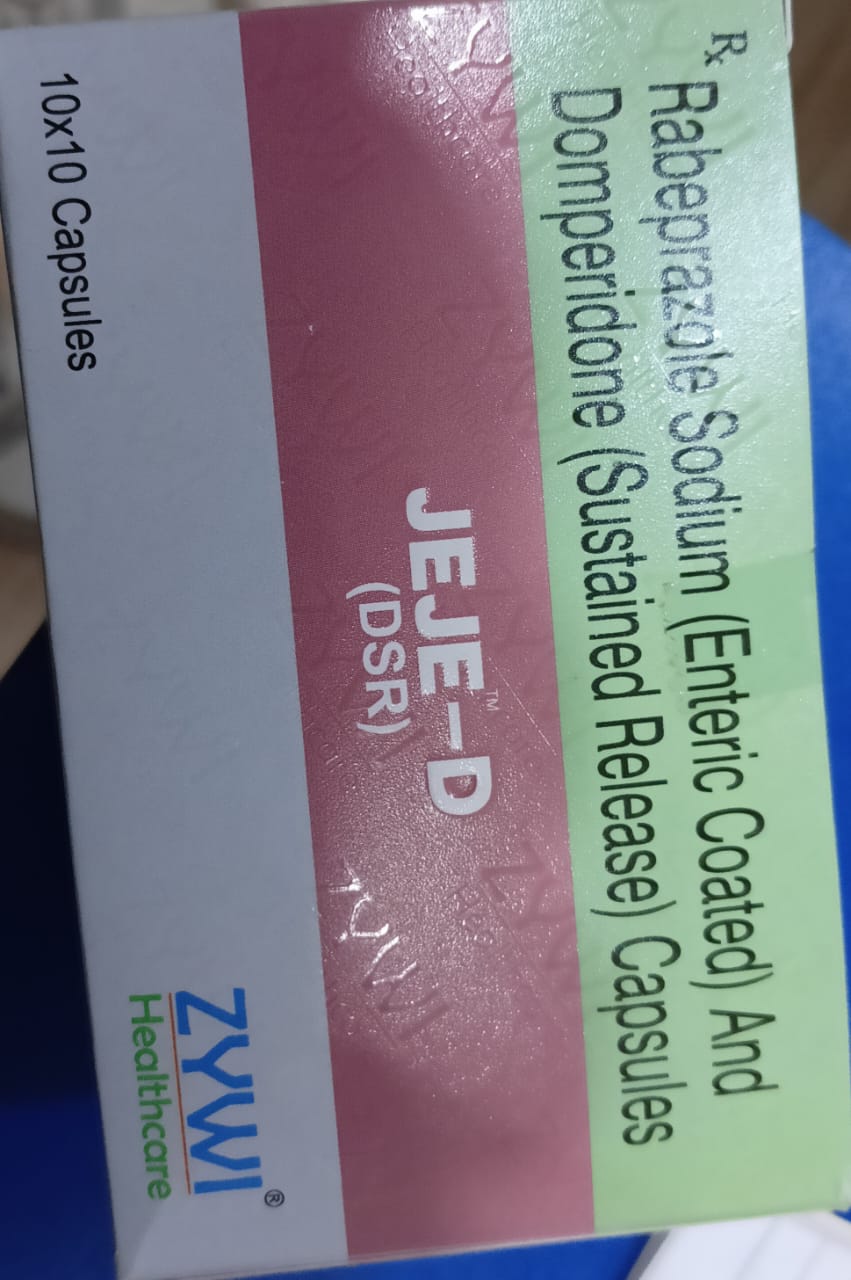 Rx Rabeprazole Sodium (Enteric Coated) And
Domperidone (Sustained Release) Capsules
JEJE-D™
(DSR)
10x10 Capsules
ZYWI®
Healthcare